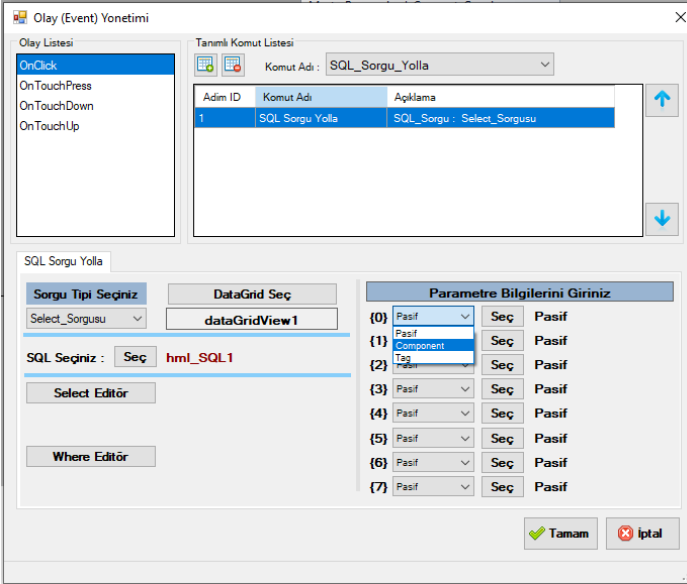 Olay (Event) Yonetimi
Olay Listesi
OnClick
OnTouchPress
OnTouchDown
OnTouchUp
Tanımlı Komut Listesi
Komut Adı : SQL_Sorgu_Yolla
Adim ID Komut Adı Açıklama
1 SQL Sorgu Yolla SQL_Sorgu : Select_Sorgusu
SQL Sorgu Yolla
Sorgu Tipi Seçiniz DataGrid Seç
Select_Sorgusu dataGridView1
SQL Seçiniz : Seç hml_SQL1
Select Editör
Where Editör
Parametre Bilgilerini Giriniz
{0} Pasif Seç Pasif
Pasif
Component
Tag
{1} Seç Pasif
{2} Pasif Seç Pasif
{3} Pasif Seç Pasif
{4} Pasif Seç Pasif
{5} Pasif Seç Pasif
{6} Pasif Seç Pasif
{7} Pasif Seç Pasif
Tamam İptal